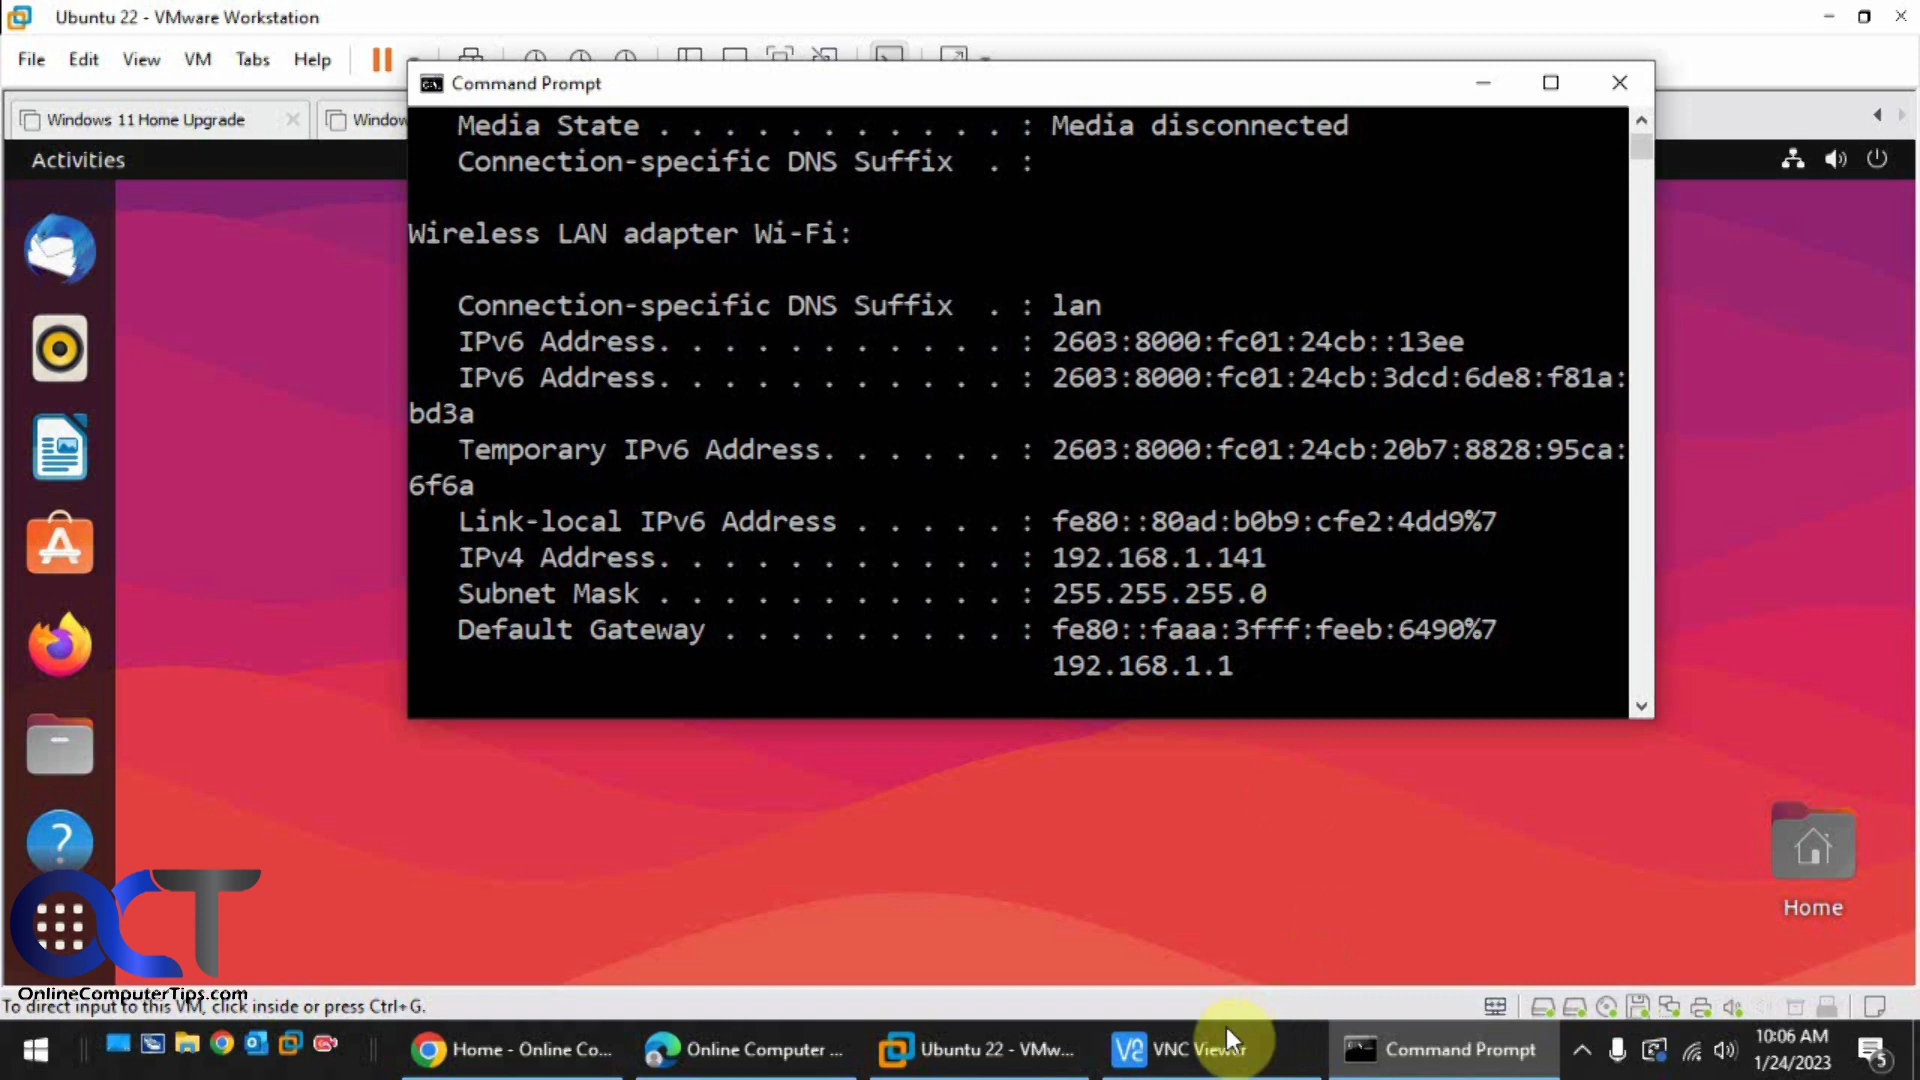 Ubuntu 22 - VMware Workstation
File Edit View VM Tabs Help
Command Prompt
Windows 11 Home Upgrade
Window
Activities
Media State . . . . . . . . . . . : Media disconnected
Connection-specific DNS Suffix . :
Wireless LAN adapter Wi-Fi:
Connection-specific DNS Suffix . : lan
IPv6 Address. . . . . . . . . . . : 2603:8000:fc01:24cb::13ee
IPv6 Address. . . . . . . . . . . : 2603:8000:fc01:24cb:3dcd:6de8:f81a:
bd3a
Temporary IPv6 Address. . . . . . : 2603:8000:fc01:24cb:20b7:8828:95ca:
6f6a
Link-local IPv6 Address . . . . . : fe80::80ad:b0b9:cfe2:4dd9%7
IPv4 Address. . . . . . . . . . . : 192.168.1.141
Subnet Mask . . . . . . . . . . . : 255.255.255.0
Default Gateway . . . . . . . . . : fe80::faaa:3fff:feeb:6490%7
192.168.1.1
Home
OCT
OnlineComputerTips.com
To direct input to this VM, click inside or press Ctrl+G.
Home - Online Co...
Online Computer ...
Ubuntu 22 - VMw...
VNC Viewer
Command Prompt
10:06 AM
1/24/2023
5